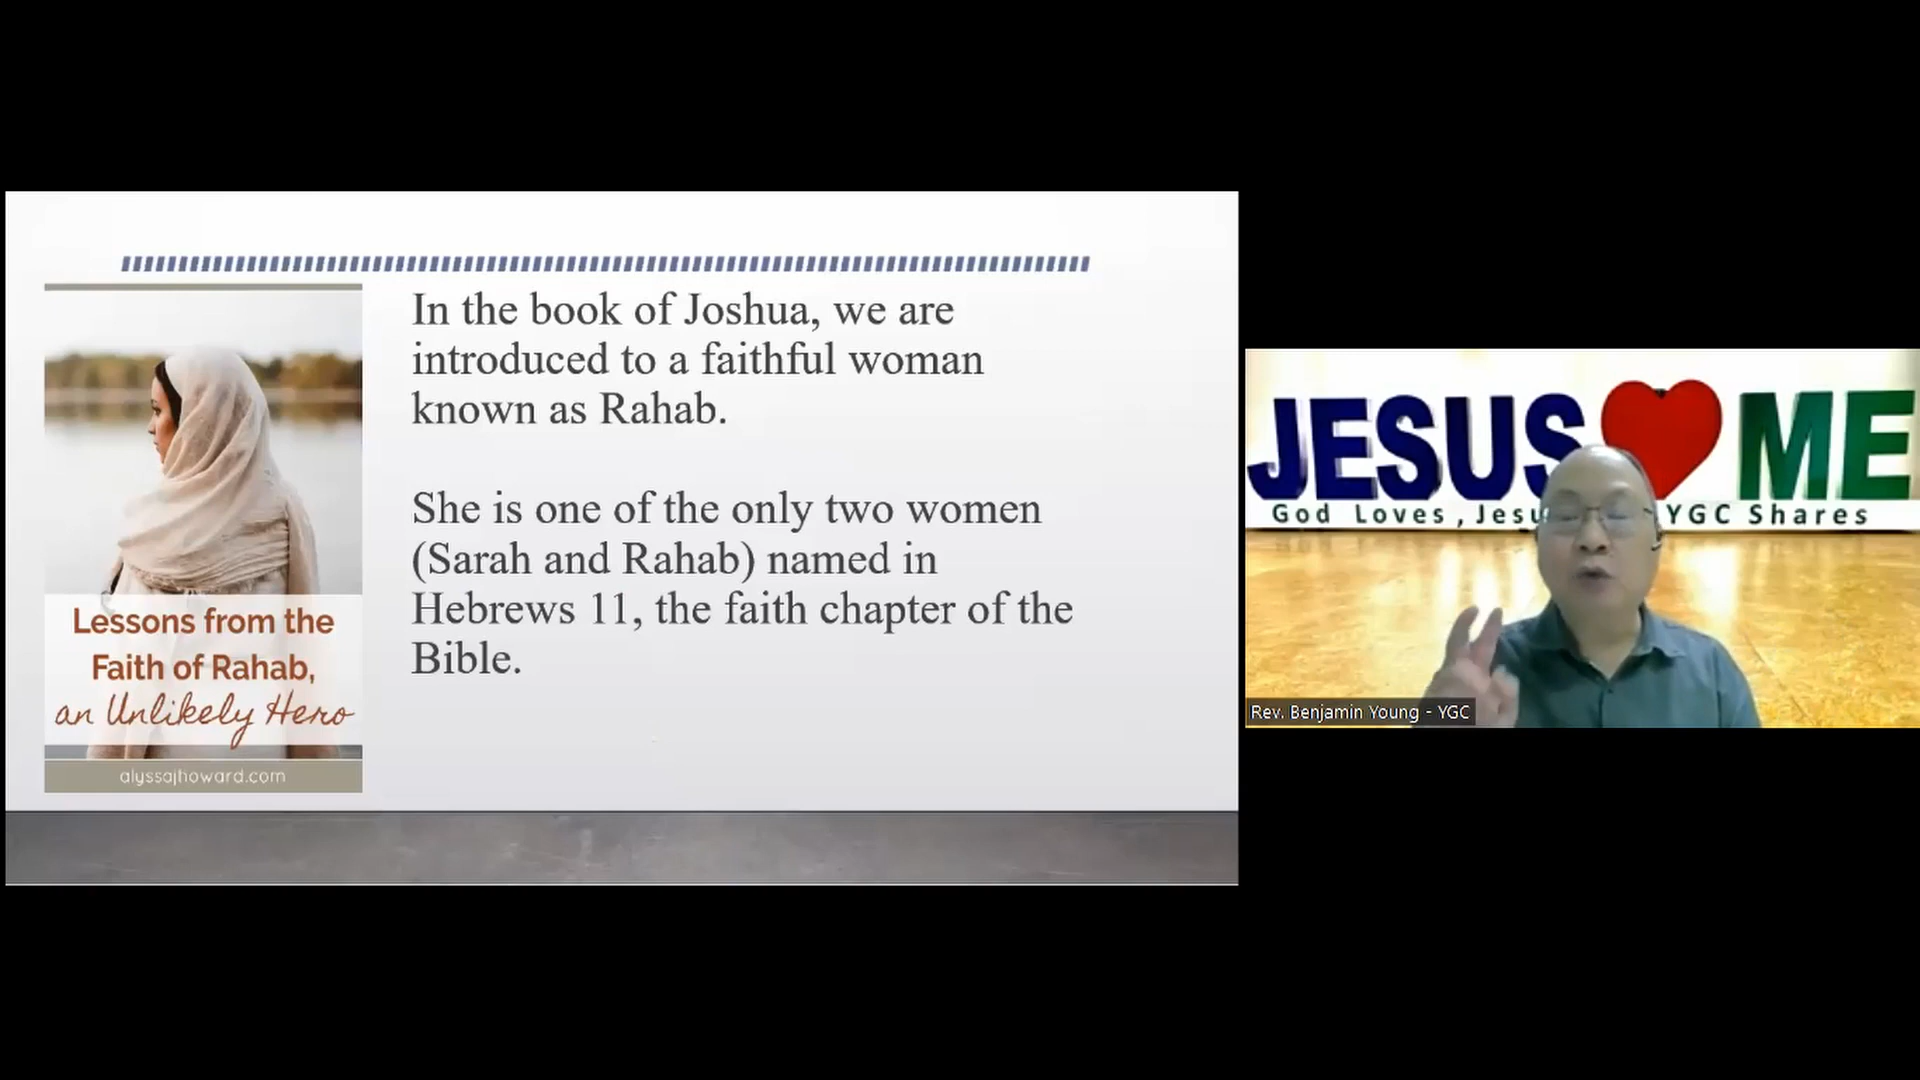 In the book of Joshua, we are
introduced to a faithful woman
known as Rahab.
She is one of the only two women
(Sarah and Rahab) named in
Hebrews 11, the faith chapter of the
Bible.
Lessons from the
Faith of Rahab,
an Unlikely Hero
alyssajhoward.com
JESUS ME
God Loves, Jesu YGC Shares
Rev. Benjamin Young - YGC